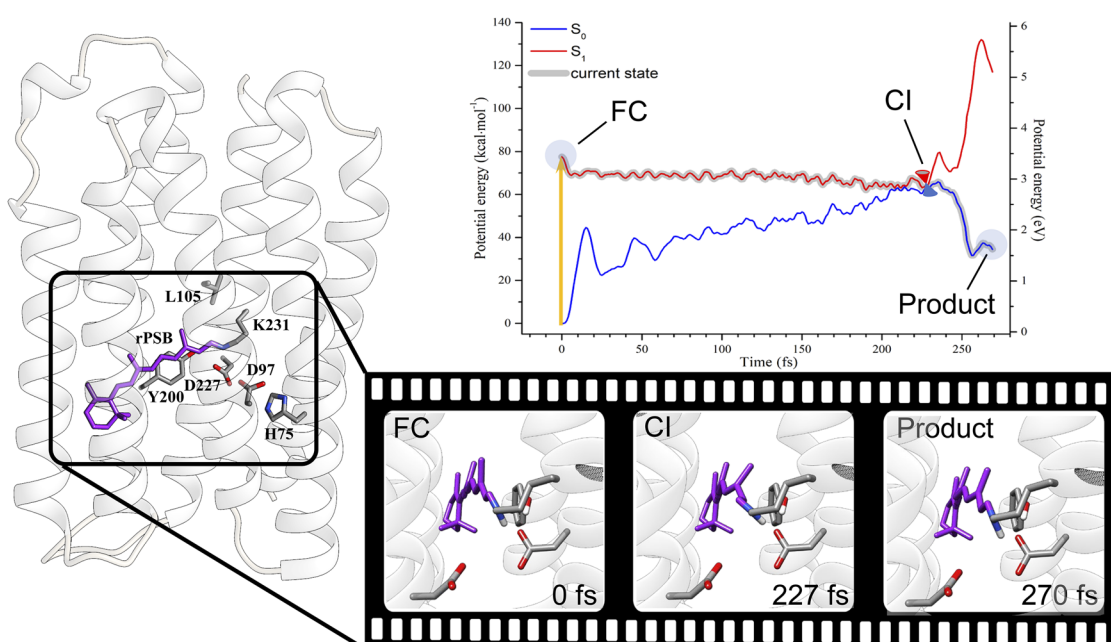 L105
K231
rPSB
D97
D227
Y200
H75
S0
S1
current state
FC
CI
Product
Potential energy (kcal·mol-1)
140
120
100
80
60
40
20
0
0
50
100
150
200
250
Time (fs)
6
5
4
3
2
1
0
Potential energy (eV)
FC
0 fs
CI
227 fs
Product
270 fs